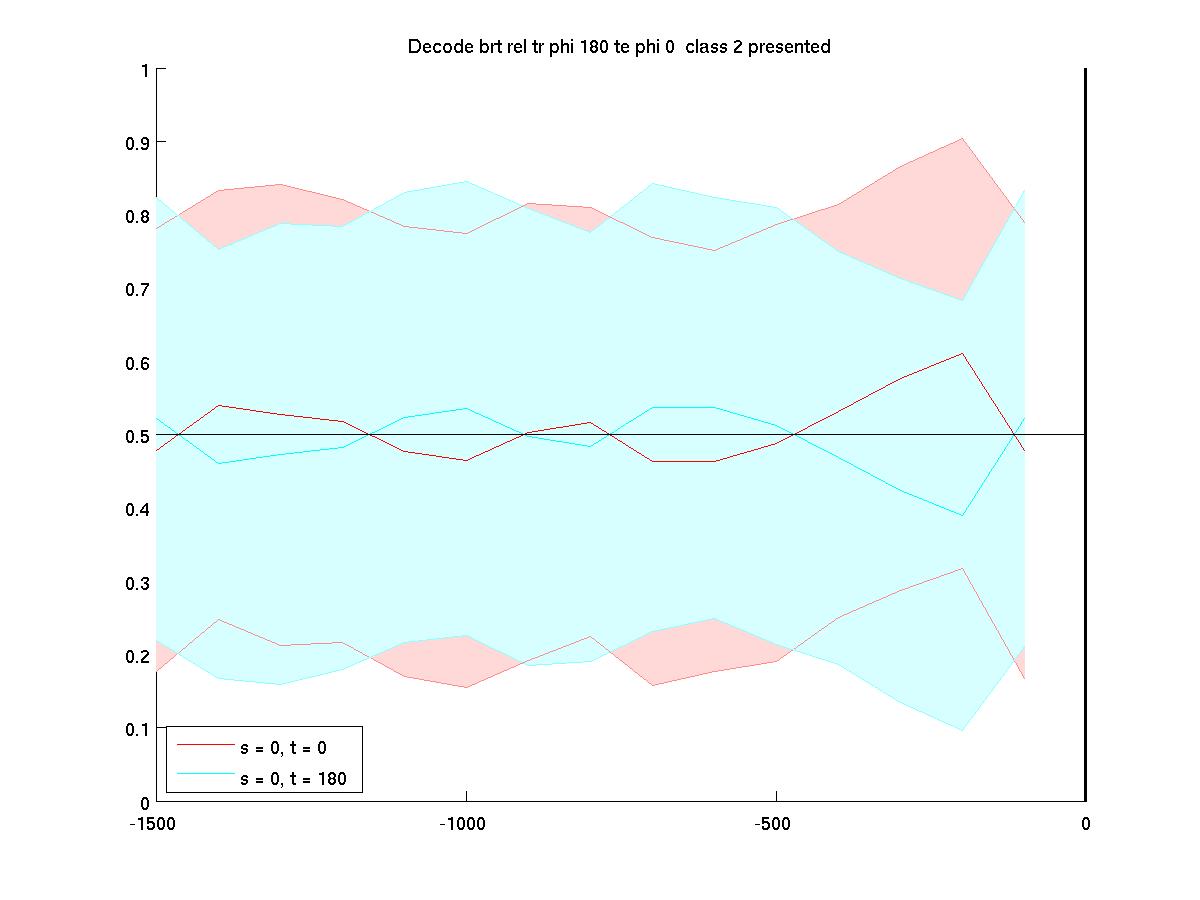 Decode brt rel tr phi 180 te phi 0  class 2 presented
1
0.9
0.8
0.7
0.6
0.5
0.4
0.3
0.2
0.1
0
s = 0, t = 0
s = 0, t = 180
-1500 -1000 -500 0